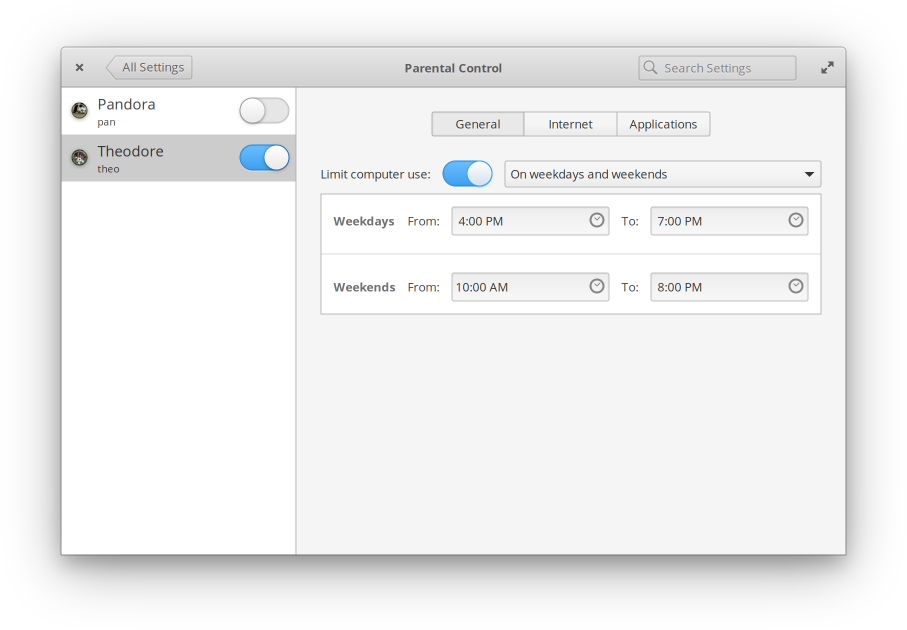 All Settings
Parental Control
Search Settings
Pandora
pan
Theodore
theo
General
Internet
Applications
Limit computer use:
On weekdays and weekends
Weekdays From: 4:00 PM To: 7:00 PM
Weekends From: 10:00 AM To: 8:00 PM